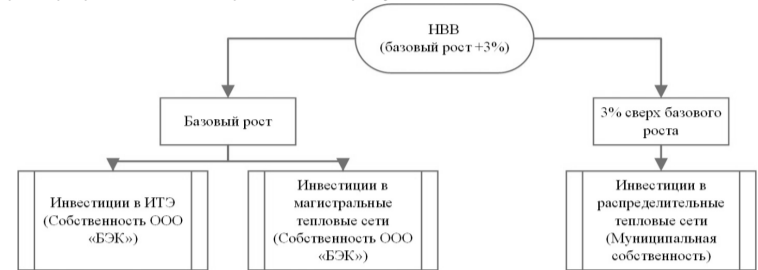 НВВ
(базовый рост +3%)
Базовый рост
3% сверх базового
роста
Инвестиции в ИТЭ
(Собственность ООО
«БЭК»)
Инвестиции в
магистральные
тепловые сети
(Собственность ООО
«БЭК»)
Инвестиции в
распределительные
тепловые сети
(Муниципальная
собственность)